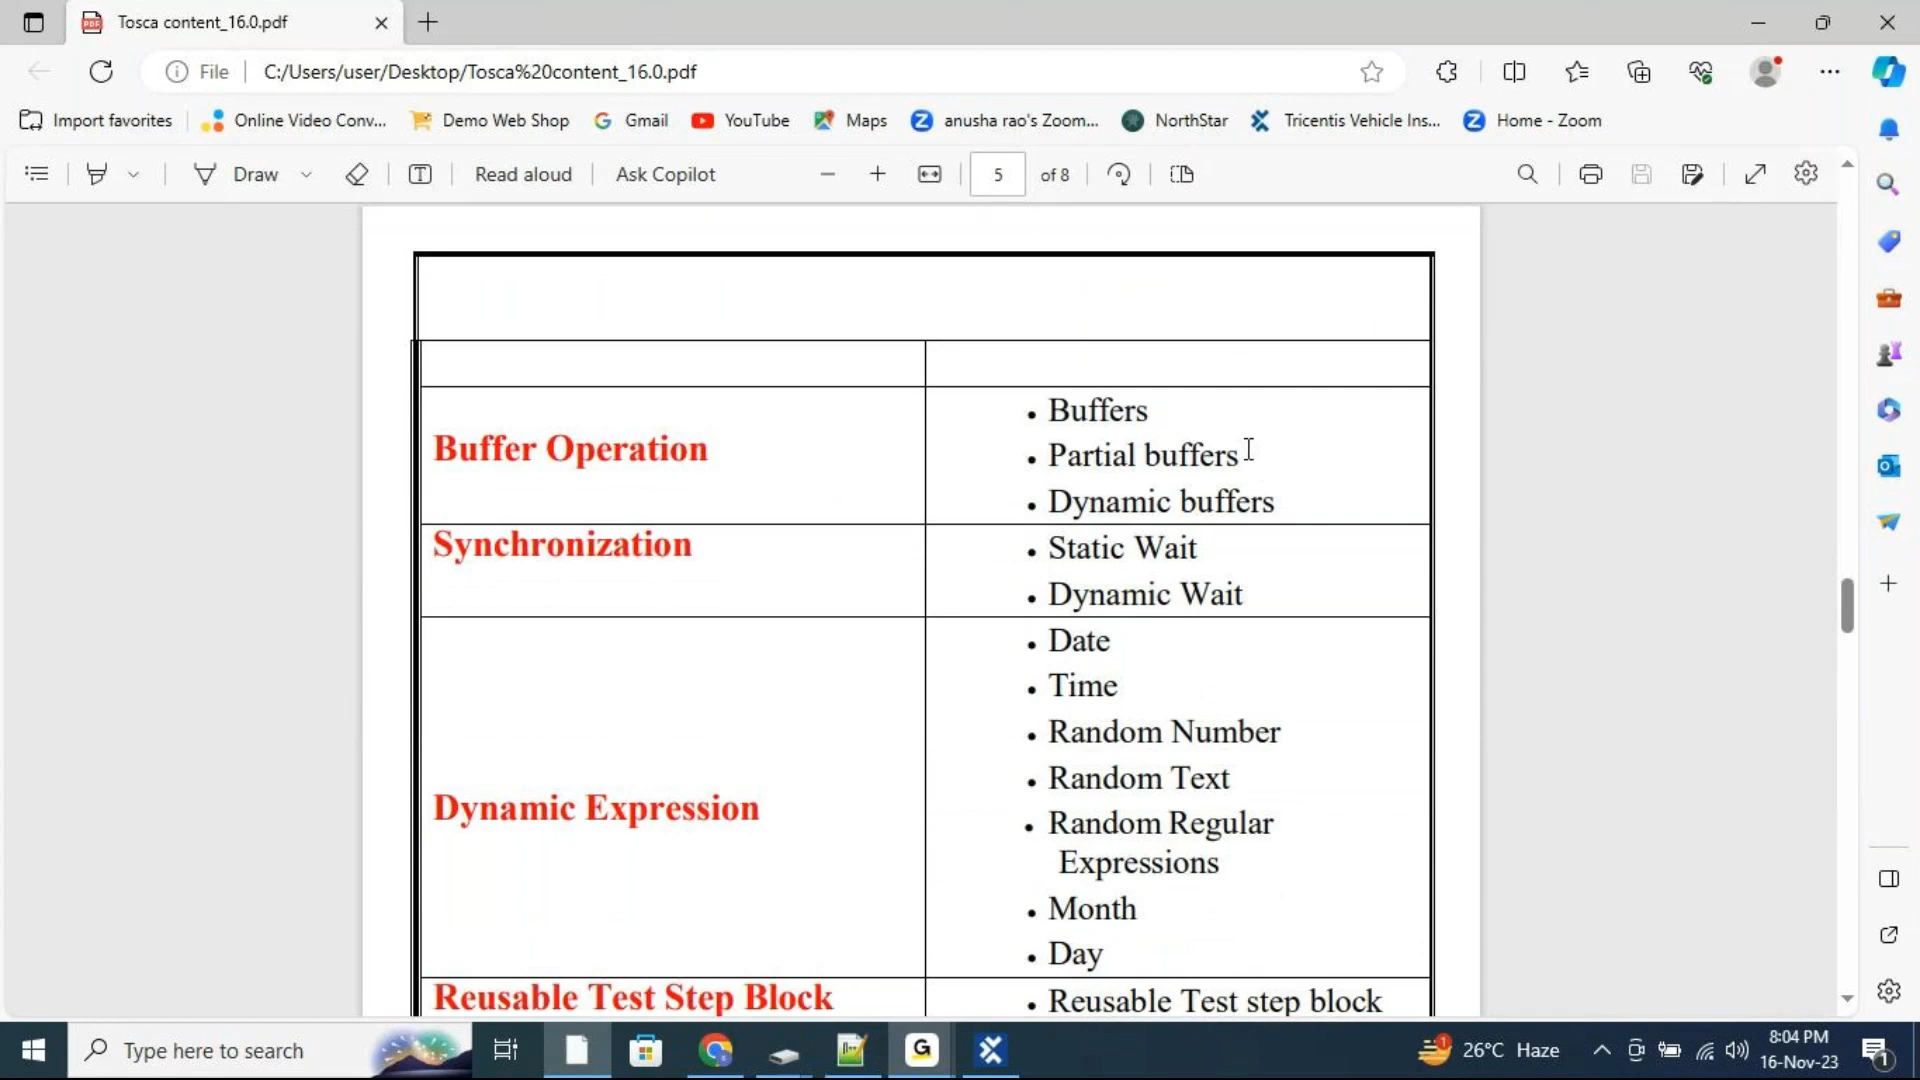 Tosca content_16.0.pdf
File
C:/Users/user/Desktop/Tosca%20content_16.0.pdf
Import favorites
Online Video Conv...
Demo Web Shop
Gmail
YouTube
Maps
anusha rao's Zoom...
NorthStar
Tricentis Vehicle Ins...
Home - Zoom
Draw
Read aloud
Ask Copilot
5
of 8
Buffer Operation
• Buffers
• Partial buffers
• Dynamic buffers
Synchronization
• Static Wait
• Dynamic Wait
Dynamic Expression
• Date
• Time
• Random Number
• Random Text
• Random Regular
Expressions
• Month
• Day
Reusable Test Step Block
• Reusable Test step block
Type here to search
26°C Haze
8:04 PM
16-Nov-23
1